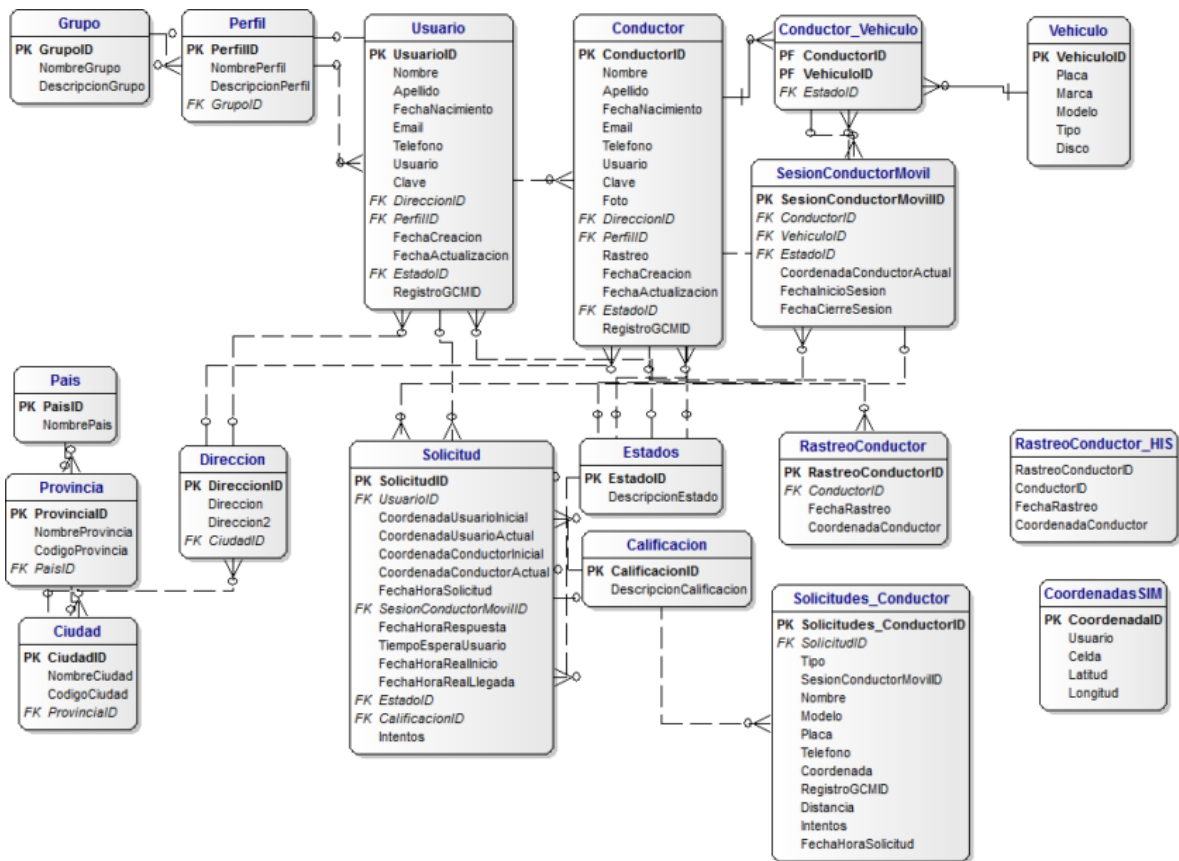 Grupo
PK GrupoID
NombreGrupo
DescripcionGrupo
Perfil
PK PerfilID
NombrePerfil
DescripcionPerfil
FK GrupoID
Usuario
PK UsuarioID
Nombre
Apellido
FechaNacimiento
Email
Telefono
Usuario
Clave
FK DireccionID
FK PerfilID
FechaCreacion
FechaActualizacion
FK EstadoID
RegistroGCMID
Conductor
PK ConductorID
Nombre
Apellido
FechaNacimiento
Email
Telefono
Usuario
Clave
Foto
FK DireccionID
FK PerfilID
Rastreo
FechaCreacion
FechaActualizacion
FK EstadoID
RegistroGCMID
Conductor_Vehiculo
PF ConductorID
PF VehiculoID
FK EstadoID
Vehiculo
PK VehiculoID
Placa
Marca
Modelo
Tipo
Disco
SesionConductorMovil
PK SesionConductorMovilID
FK ConductorID
FK VehiculoID
FK EstadoID
CoordenadaConductorActual
FechaInicioSesion
FechaCierreSesion
Pais
PK PaisID
NombrePais
Provincia
PK ProvinciaID
NombreProvincia
CodigoProvincia
FK PaisID
Ciudad
PK CiudadID
NombreCiudad
CodigoCiudad
FK ProvinciaID
Direccion
PK DireccionID
Direccion
Direccion2
FK CiudadID
Solicitud
PK SolicitudID
FK UsuarioID
CoordenadaUsuarioInicial
CoordenadaUsuarioActual
CoordenadaConductorInicial
CoordenadaConductorActual
FechaHoraSolicitud
FK SesionConductorMovilID
FechaHoraRespuesta
TiempoEsperaUsuario
FechaHoraRealInicio
FechaHoraRealLlegada
FK EstadoID
FK CalificacionID
Intentos
Estados
PK EstadoID
DescripcionEstado
Calificacion
PK CalificacionID
DescripcionCalificacion
RastreoConductor
PK RastreoConductorID
FK ConductorID
FechaRastreo
CoordenadaConductor
RastreoConductor_HIS
RastreoConductorID
ConductorID
FechaRastreo
CoordenadaConductor
Solicitudes_Conductor
PK Solicitudes_ConductorID
FK SolicitudID
Tipo
SesionConductorMovilID
Nombre
Modelo
Placa
Telefono
Coordenada
RegistroGCMID
Distancia
Intentos
FechaHoraSolicitud
CoordenadasSIM
PK CoordenadaID
Usuario
Celda
Latitud
Longitud